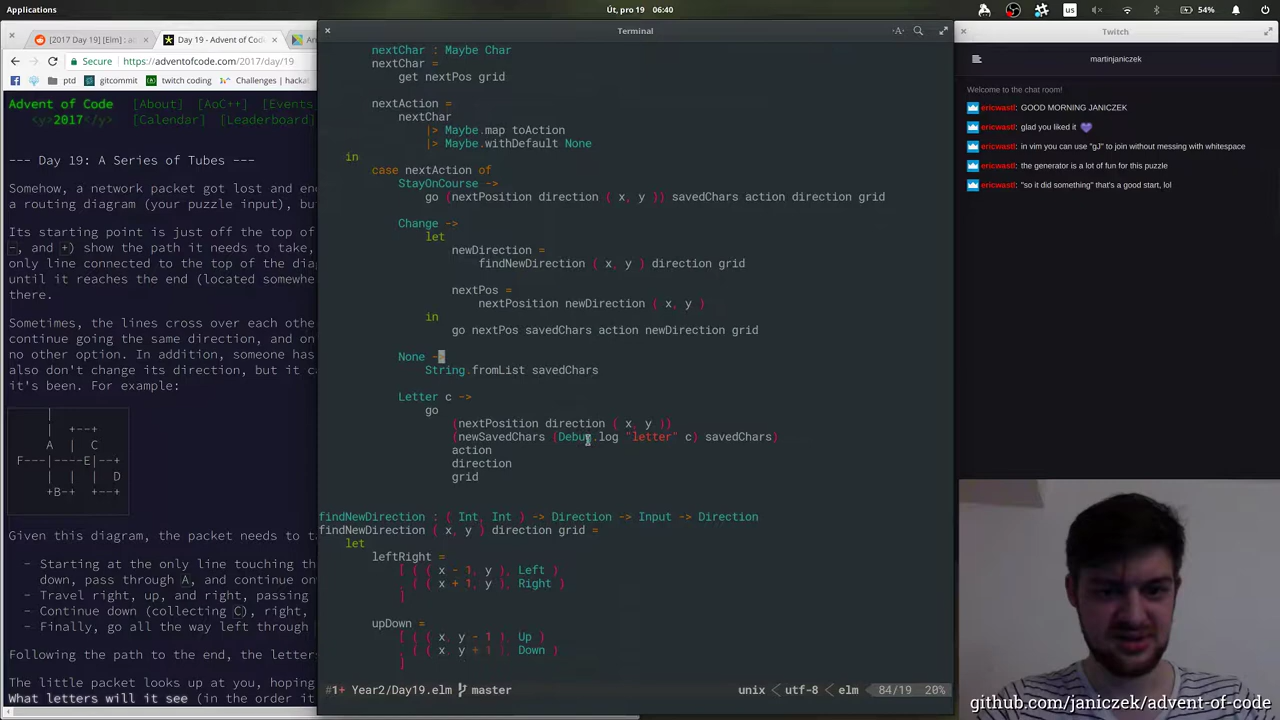 Applications
Út, pro 19 06:40
us
54%
[2017 Day 19] [Elm] : ad
Day 19 - Advent of Cod
Terminal
Twitch
Secure
https://adventofcode.com/2017/day/19
ptd
gitcommit
twitch coding
Challenges | hackat
Advent of Code [About] [AoC++] [Events
<y>2017</y> [Calendar] [Leaderboard]
--- Day 19: A Series of Tubes ---
Somehow, a network packet got lost and end
a routing diagram (your puzzle input), but
Its starting point is just off the top of
-, and +) show the path it needs to take,
only line connected to the top of the diag
until it reaches the end (located somewhe
there.
Sometimes, the lines cross over each othe
continue going the same direction, and on
no other option. In addition, someone has
also don't change its direction, but it ca
it's been. For example:
|
| +--+
A | C
F---|----E|--+
| | | D
+B-+ +--+
Given this diagram, the packet needs to ta
- Starting at the only line touching th
down, pass through A, and continue on
- Travel right, up, and right, passing
- Continue down (collecting C), right,
- Finally, go all the way left through
Following the path to the end, the letter
The little packet looks up at you, hoping
What letters will it see (in the order it
nextChar : Maybe Char
nextChar =
get nextPos grid
nextAction =
nextChar
|> Maybe.map toAction
|> Maybe.withDefault None
in
case nextAction of
StayOnCourse ->
go (nextPosition direction ( x, y )) savedChars action direction grid
Change ->
let
newDirection =
findNewDirection ( x, y ) direction grid
nextPos =
nextPosition newDirection ( x, y )
in
go nextPos savedChars action newDirection grid
None ->
String.fromList savedChars
Letter c ->
go
(nextPosition direction ( x, y ))
(newSavedChars (Debug.log "letter" c) savedChars)
action
direction
grid
findNewDirection : ( Int, Int ) -> Direction -> Input -> Direction
findNewDirection ( x, y ) direction grid =
let
leftRight =
[ ( ( x - 1, y ), Left )
, ( ( x + 1, y ), Right )
]
upDown =
[ ( ( x, y - 1 ), Up )
, ( ( x, y + 1 ), Down )
]
#1+ Year2/Day19.elm master
unix utf-8 elm 84/19 20%
martinjaniczek
Welcome to the chat room!
ericwastl: GOOD MORNING JANICZEK
ericwastl: glad you liked it 💜
ericwastl: in vim you can use "gJ" to join without messing with whitespace
ericwastl: the generator is a lot of fun for this puzzle
ericwastl: "so it did something" that's a good start, lol
github.com/janiczek/advent-of-code